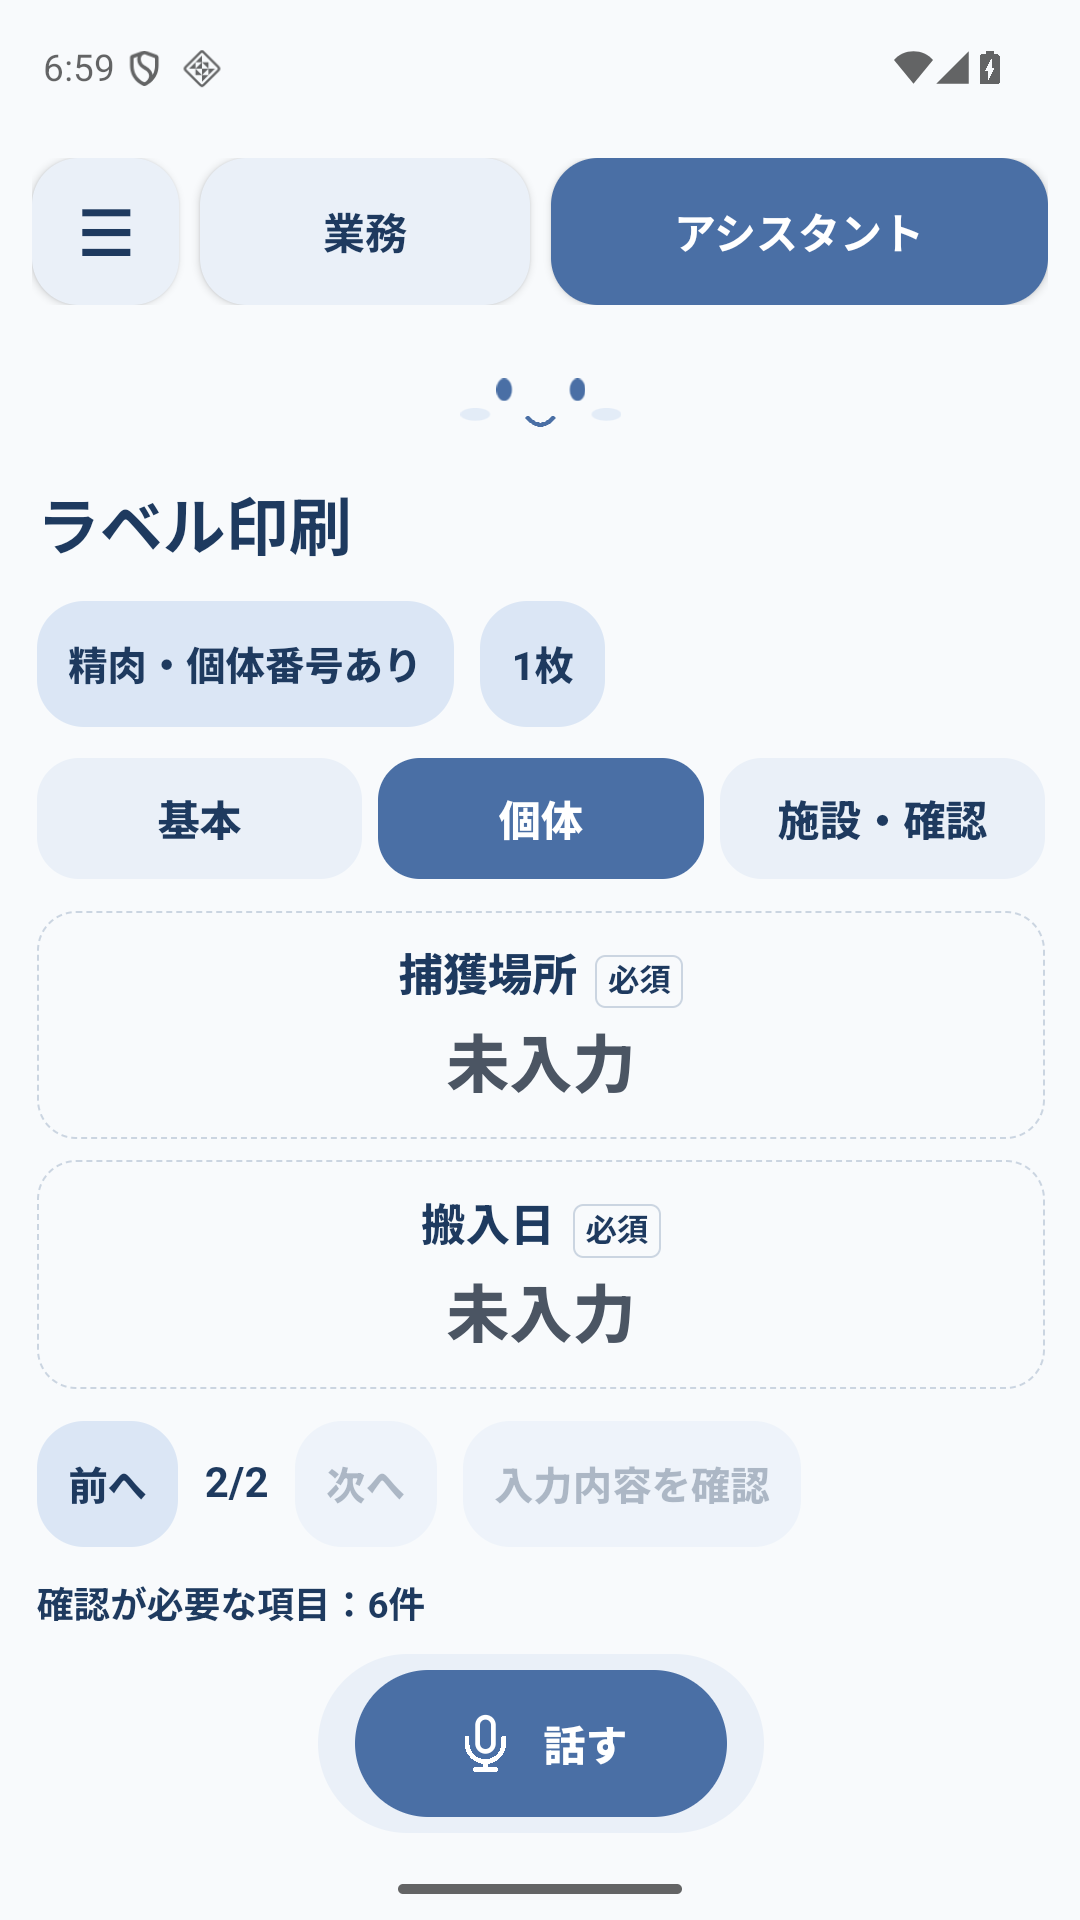 6:59
業務
アシスタント
ラベル印刷
精肉・個体番号あり 1枚
基本 個体 施設・確認
捕獲場所 必須
未入力
搬入日 必須
未入力
前へ 2/2 次へ 入力内容を確認
確認が必要な項目：6件
話す